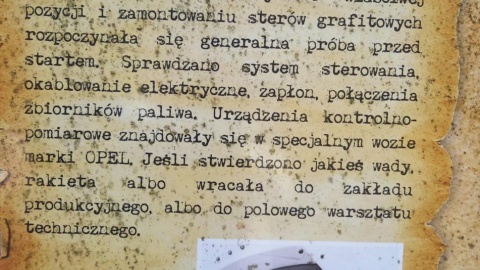 pozycji i zamontowaniu sterów grafitowych
rozpoczynała się generalna próba przed
startem. Sprawdzano system sterowania,
okablowanie elektryczne, zapłon, połączenia
zbiorników paliwa. Urządzenia kontrolno-
pomiarowe znajdowały się w specjalnym wozie
marki OPEL. Jeśli stwierdzono jakieś wady,
rakieta albo wracała do zakładu
produkcyjnego, albo do polowego warsztatu
technicznego.